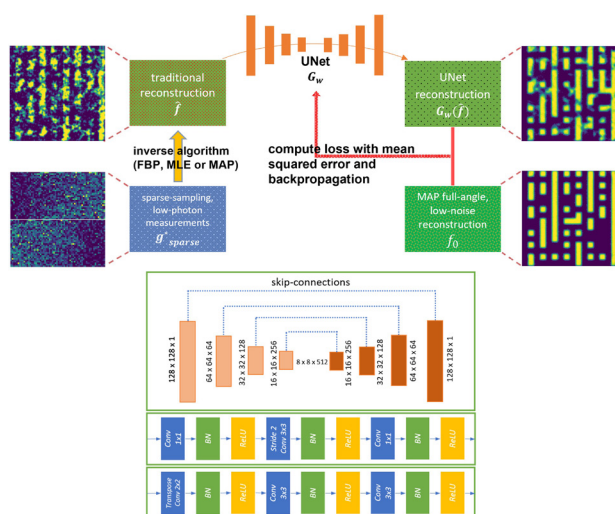 UNet
G_w
traditional
reconstruction
f̂
UNet
reconstruction
G_w(f̂)
inverse algorithm
(FBP, MLE or MAP)
compute loss with mean
squared error and
backpropagation
sparse-sampling,
low-photon
measurements
g*_sparse
MAP full-angle,
low-noise
reconstruction
f_0
skip-connections
128 x 128 x 1
64 x 64 x 64
32 x 32 x 128
16 x 16 x 256
8 x 8 x 512
16 x 16 x 256
32 x 32 x 128
64 x 64 x 64
128 x 128 x 1
Conv
1x1
BN
ReLU
Stride 2
Conv 3x3
BN
ReLU
Conv
1x1
BN
ReLU
Transpose
Conv 2x2
BN
ReLU
Conv
3x3
BN
ReLU
Conv
3x3
BN
ReLU